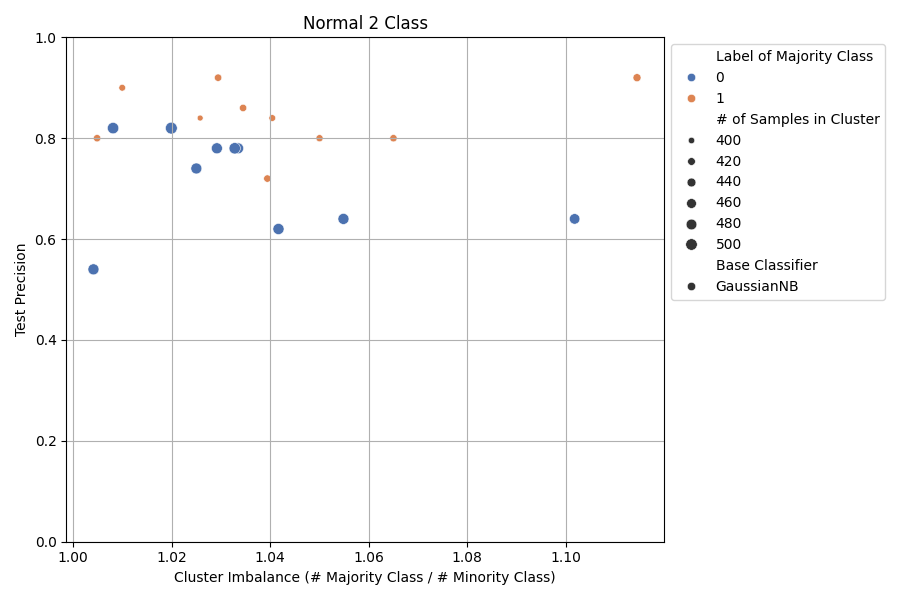 Normal 2 Class
Test Precision
1.0
0.8
0.6
0.4
0.2
0.0
1.00 1.02 1.04 1.06 1.08 1.10
Cluster Imbalance (# Majority Class / # Minority Class)
Label of Majority Class
0
1
# of Samples in Cluster
400
420
440
460
480
500
Base Classifier
GaussianNB